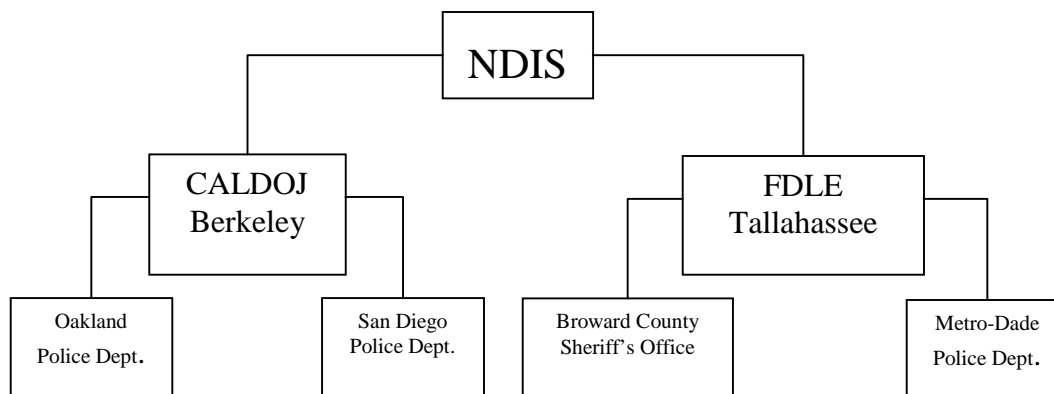 NDIS
CALDOJ
Berkeley
FDLE
Tallahassee
Oakland
Police Dept.
San Diego
Police Dept.
Broward County
Sheriff’s Office
Metro-Dade
Police Dept.